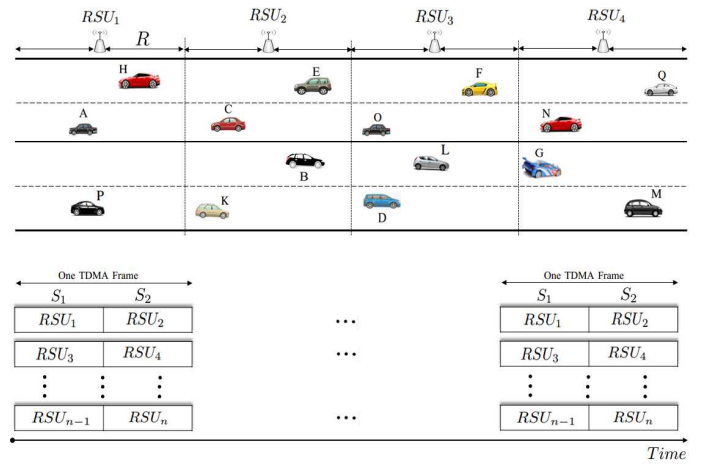 RSU₁ RSU₂ RSU₃ RSU₄
R
H E F Q
A C O N
B L G
P K D M
One TDMA Frame One TDMA Frame
S₁ S₂ S₁ S₂
RSU₁ RSU₂ ... RSU₁ RSU₂
RSU₃ RSU₄ ... RSU₃ RSU₄
RSUₙ₋₁ RSUₙ ... RSUₙ₋₁ RSUₙ
Time